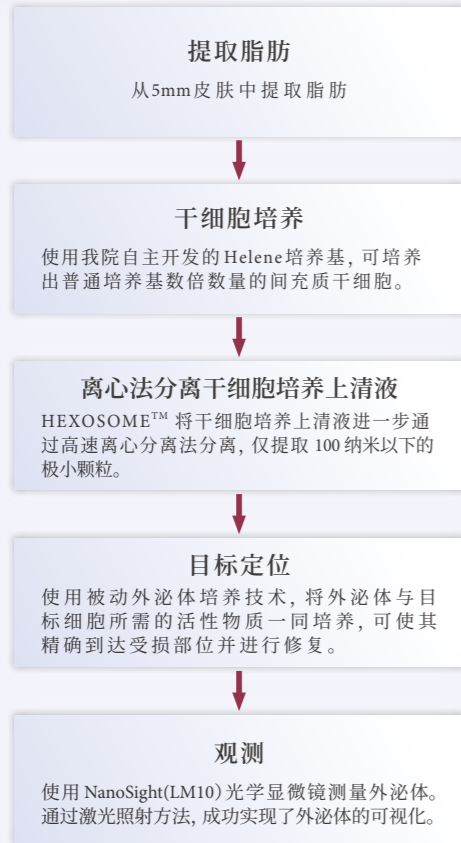 提取脂肪
从5mm皮肤中提取脂肪
干细胞培养
使用我院自主开发的Helene培养基, 可培养
出普通培养基数倍数量的间充质干细胞。
离心法分离干细胞培养上清液
HEXOSOME™ 将干细胞培养上清液进一步通
过高速离心分离法分离, 仅提取 100 纳米以下的
极小颗粒。
目标定位
使用被动外泌体培养技术, 将外泌体与目
标细胞所需的活性物质一同培养, 可使其
精确到达受损部位并进行修复。
观测
使用 NanoSight(LM10)光学显微镜测量外泌体。
通过激光照射方法, 成功实现了外泌体的可视化。